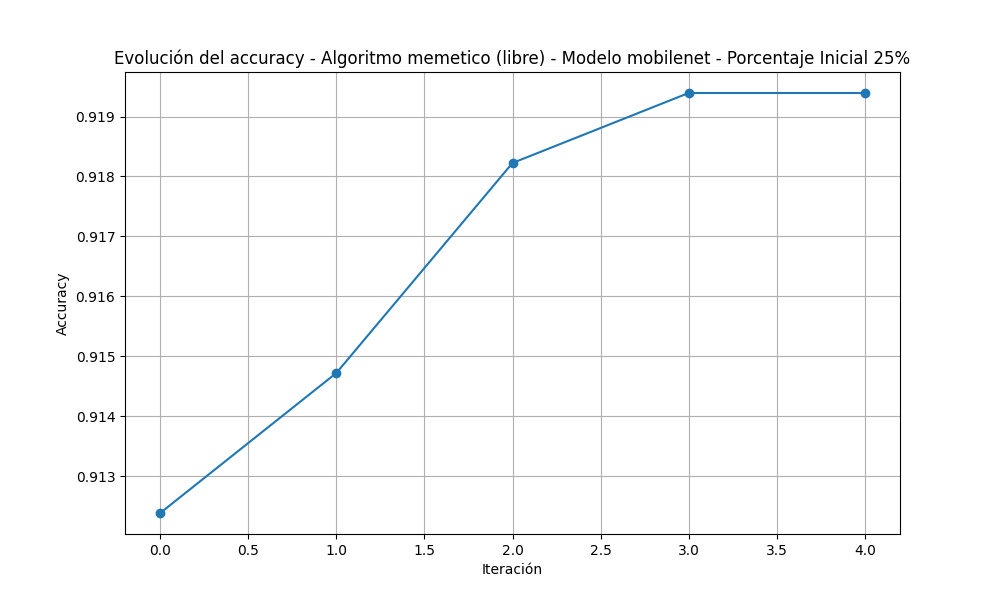 Evolución del accuracy - Algoritmo memetico (libre) - Modelo mobilenet - Porcentaje Inicial 25%
Accuracy
0.919
0.918
0.917
0.916
0.915
0.914
0.913
0.0 0.5 1.0 1.5 2.0 2.5 3.0 3.5 4.0
Iteración